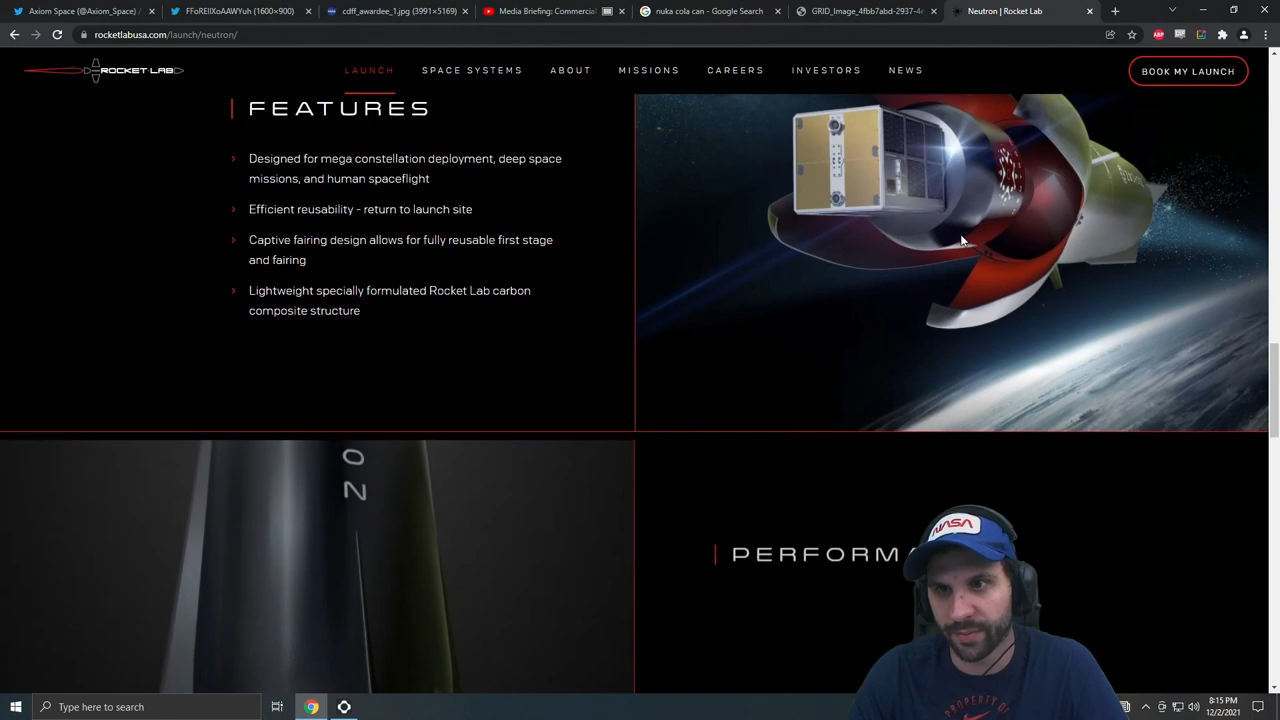 Axiom Space (@Axiom_Space) /
FFoREIlXoAAWYuh (1600×900)
cdff_awardee_1.jpg (3991×5169)
Media Briefing: Commercial
nuka cola can - Google Search
GRID_Image_4fbb7abd-2937-4
Neutron | Rocket Lab
rocketlabusa.com/launch/neutron/
ABP
ROCKET LAB
LAUNCH
SPACE SYSTEMS
ABOUT
MISSIONS
CAREERS
INVESTORS
NEWS
BOOK MY LAUNCH
FEATURES
Designed for mega constellation deployment, deep space
missions, and human spaceflight
Efficient reusability - return to launch site
Captive fairing design allows for fully reusable first stage
and fairing
Lightweight specially formulated Rocket Lab carbon
composite structure
PERFORMA
NASA
PROPERTY OF
Type here to search
8:15 PM
12/2/2021